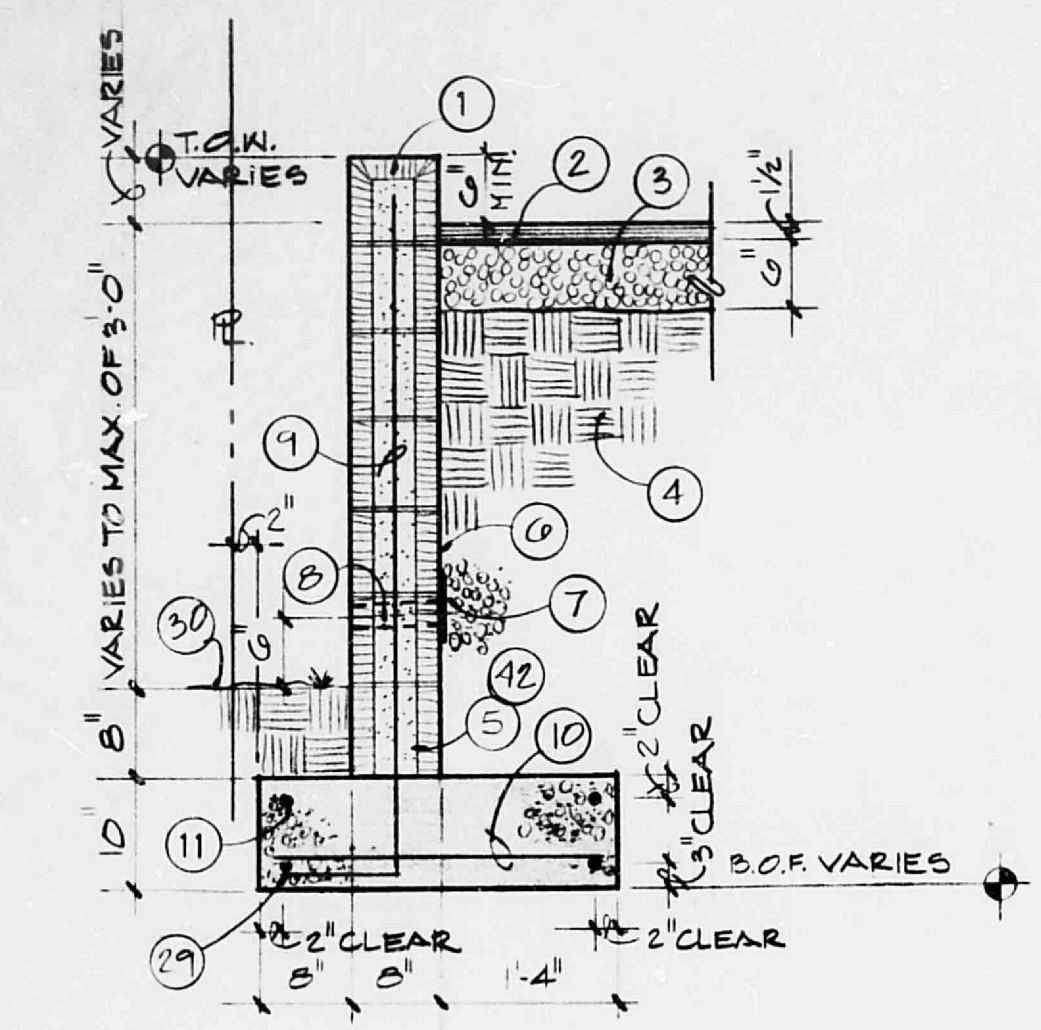 VARIES
T.O.W.
VARIES
1
6" MIN.
2
3
1½"
6"
VARIES TO MAX. OF 3'-0"
PL
9
4
2"
8
6
7
30
6"
42
5
10
8"
2" CLEAR
3" CLEAR
10"
11
B.O.F. VARIES
29
2" CLEAR
2" CLEAR
8"
8"
1'-4"